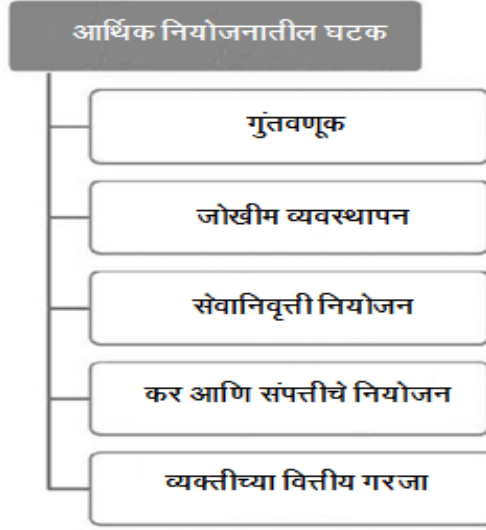 आर्थिक नियोजनातील घटक
गुंतवणूक
जोखीम व्यवस्थापन
सेवानिवृत्ती नियोजन
कर आणि संपत्तीचे नियोजन
व्यक्तीच्या वित्तीय गरजा